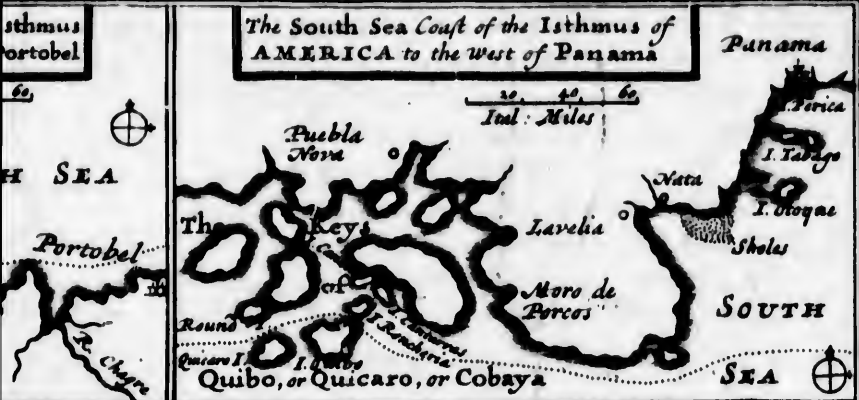 sthmus
ortobel
60
H SEA
Portobel
R. Chagre
The South Sea Coast of the Isthmus of
AMERICA to the West of Panama
20 40 60
Ital: Miles
Panama
I. Perica
I. Tabago
I. Otoque
Sholes
Nata
Puebla
Nova
Lavelia
Moro de
Porcos
The Keys
of
I. Rancharia
Round I
Quicaro I.
I. Quibo
Quibo, or Quicaro, or Cobaya
SOUTH
SEA